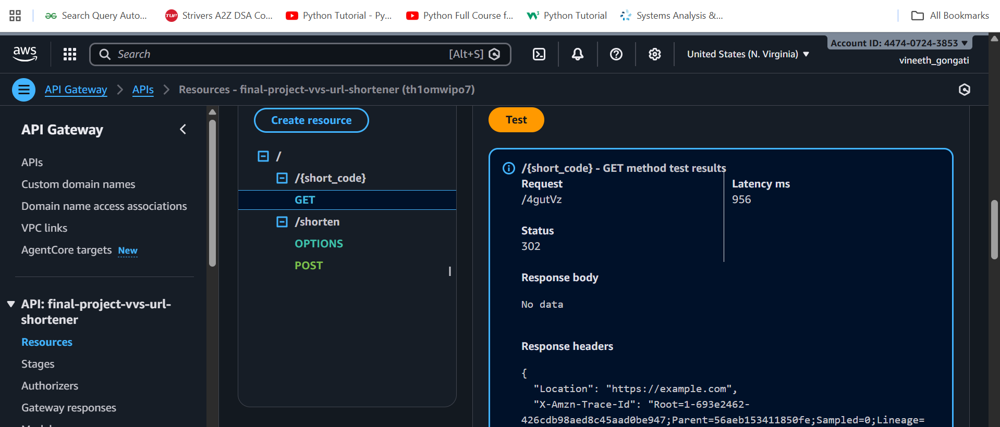 Search Query Auto...
Strivers A2Z DSA Co...
Python Tutorial - Py...
Python Full Course f...
Python Tutorial
Systems Analysis &...
All Bookmarks
aws
Search
[Alt+S]
United States (N. Virginia)
Account ID: 4474-0724-3853
vineeth_gongati
API Gateway
APIs
Resources - final-project-vvs-url-shortener (th1omwipo7)
API Gateway
APIs
Custom domain names
Domain name access associations
VPC links
AgentCore targets New
API: final-project-vvs-url-
shortener
Resources
Stages
Authorizers
Gateway responses
Create resource
/
/{short_code}
GET
/shorten
OPTIONS
POST
Test
/{short_code} - GET method test results
Request
/4gutVz
Latency ms
956
Status
302
Response body
No data
Response headers
{
"Location": "https://example.com",
"X-Amzn-Trace-Id": "Root=1-693e2462-
426cdb98aed8c45aad0be947;Parent=56aeb153411850fe;Sampled=0;Lineage=